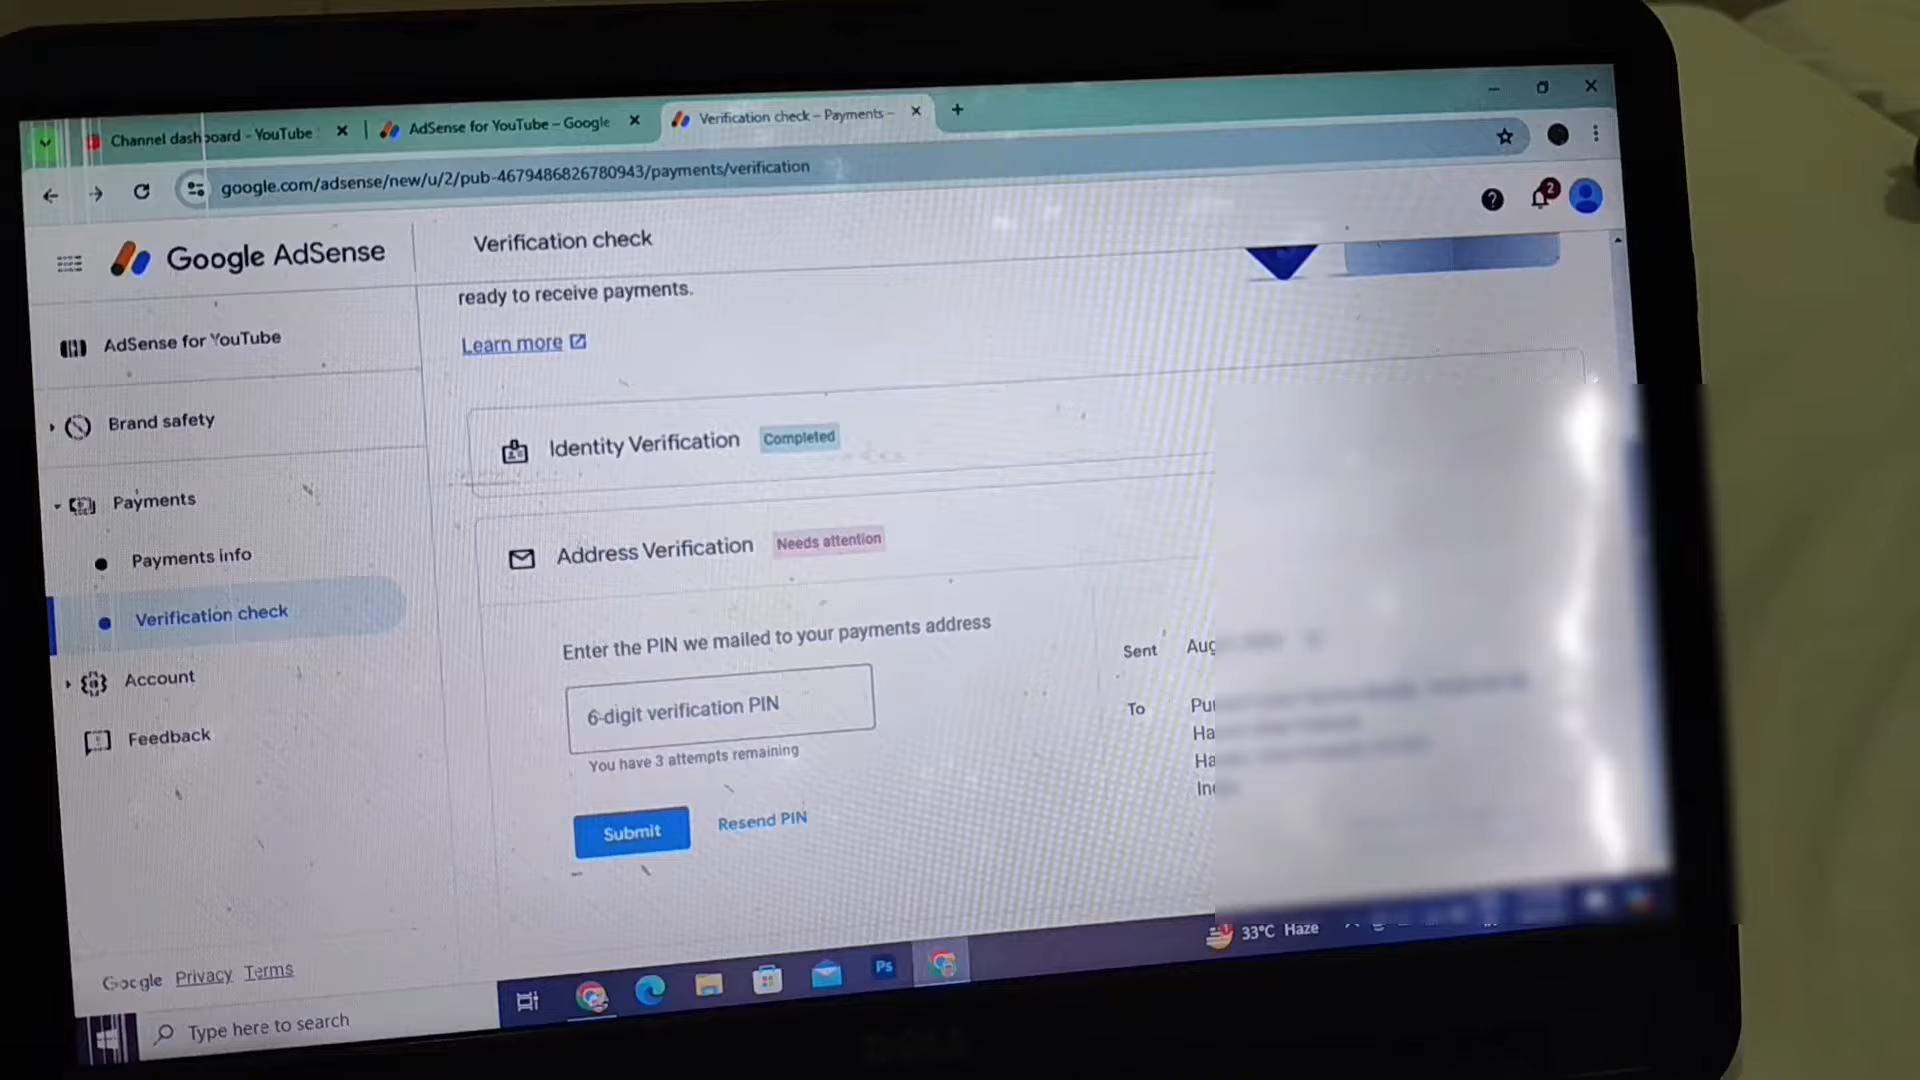 Channel dashboard - YouTube
AdSense for YouTube – Google
Verification check – Payments –
google.com/adsense/new/u/2/pub-4679486826780943/payments/verification
2
Google AdSense
Verification check
ready to receive payments.
Learn more
AdSense for YouTube
Brand safety
Payments
Payments info
Verification check
Account
Feedback
Identity Verification Completed
Address Verification Needs attention
Enter the PIN we mailed to your payments address
6-digit verification PIN
You have 3 attempts remaining
Submit Resend PIN
Sent Aug
To
Google Privacy Terms
Type here to search
Ps
33°C Haze